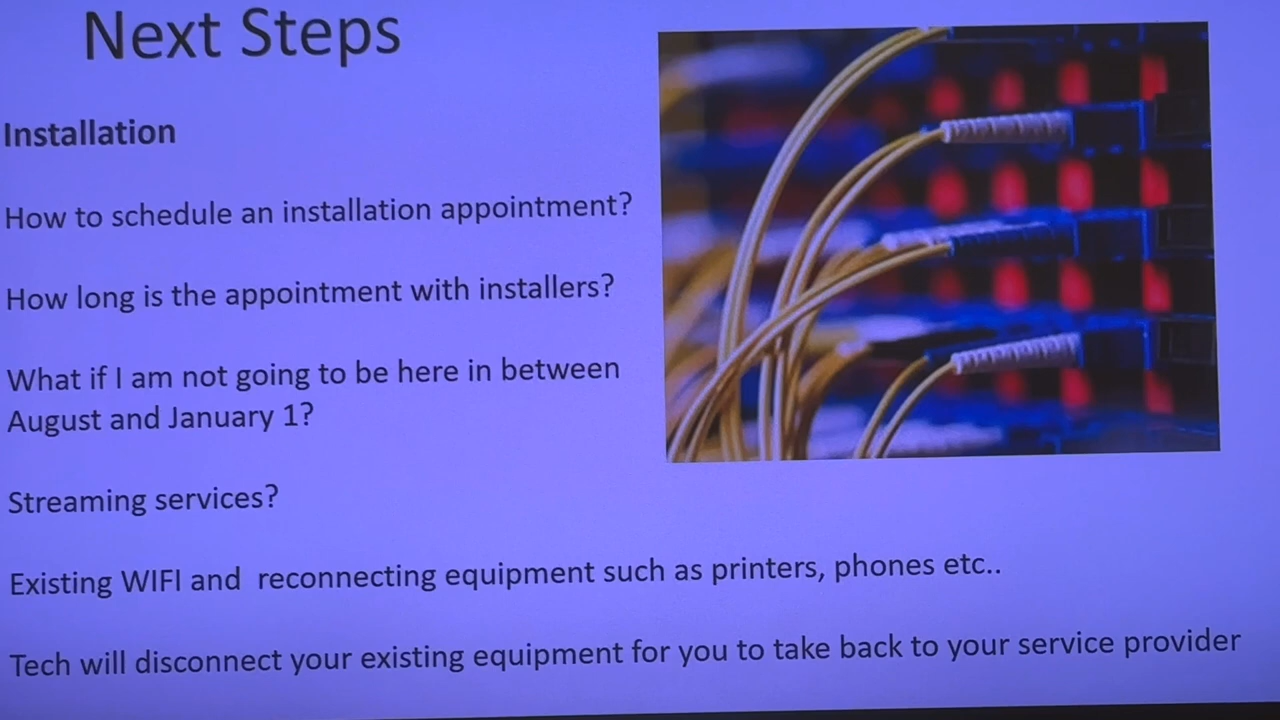 Next Steps
Installation
How to schedule an installation appointment?
How long is the appointment with installers?
What if I am not going to be here in between
August and January 1?
Streaming services?
Existing WIFI and  reconnecting equipment such as printers, phones etc..
Tech will disconnect your existing equipment for you to take back to your service provider